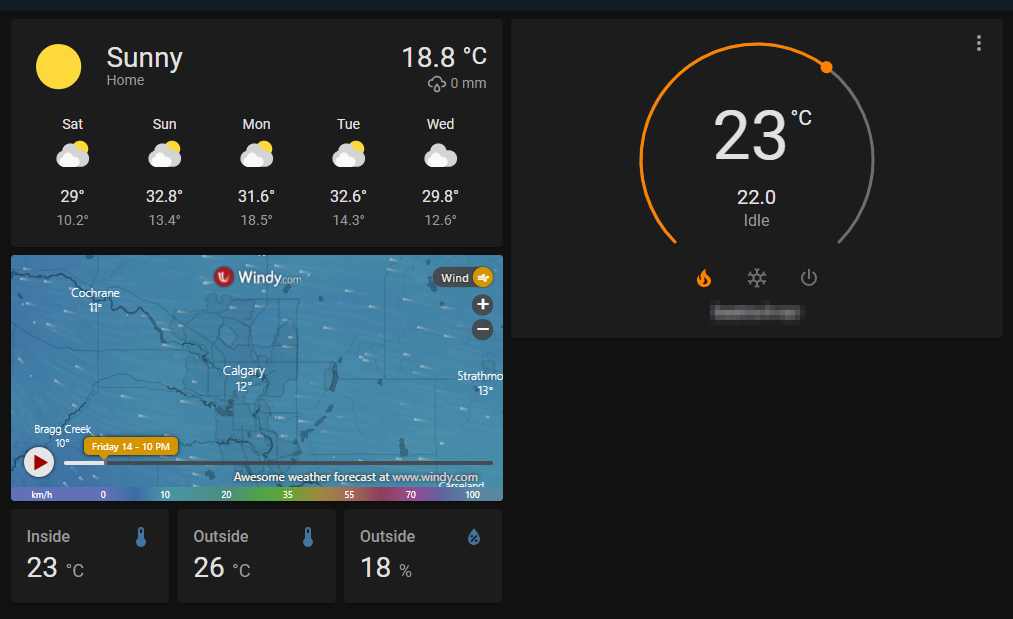 Sunny
Home
18.8 °C
0 mm
Sat Sun Mon Tue Wed
29° 32.8° 31.6° 32.6° 29.8°
10.2° 13.4° 18.5° 14.3° 12.6°
Windy.com
Wind
Cochrane
11°
Calgary
12°
Strathmo
13°
Bragg Creek
10°
Friday 14 - 10 PM
Awesome weather forecast at www.windy.com
Carseland
km/h 0 10 20 35 55 70 100
Inside
23 °C
Outside
26 °C
Outside
18 %
23 °C
22.0
Idle